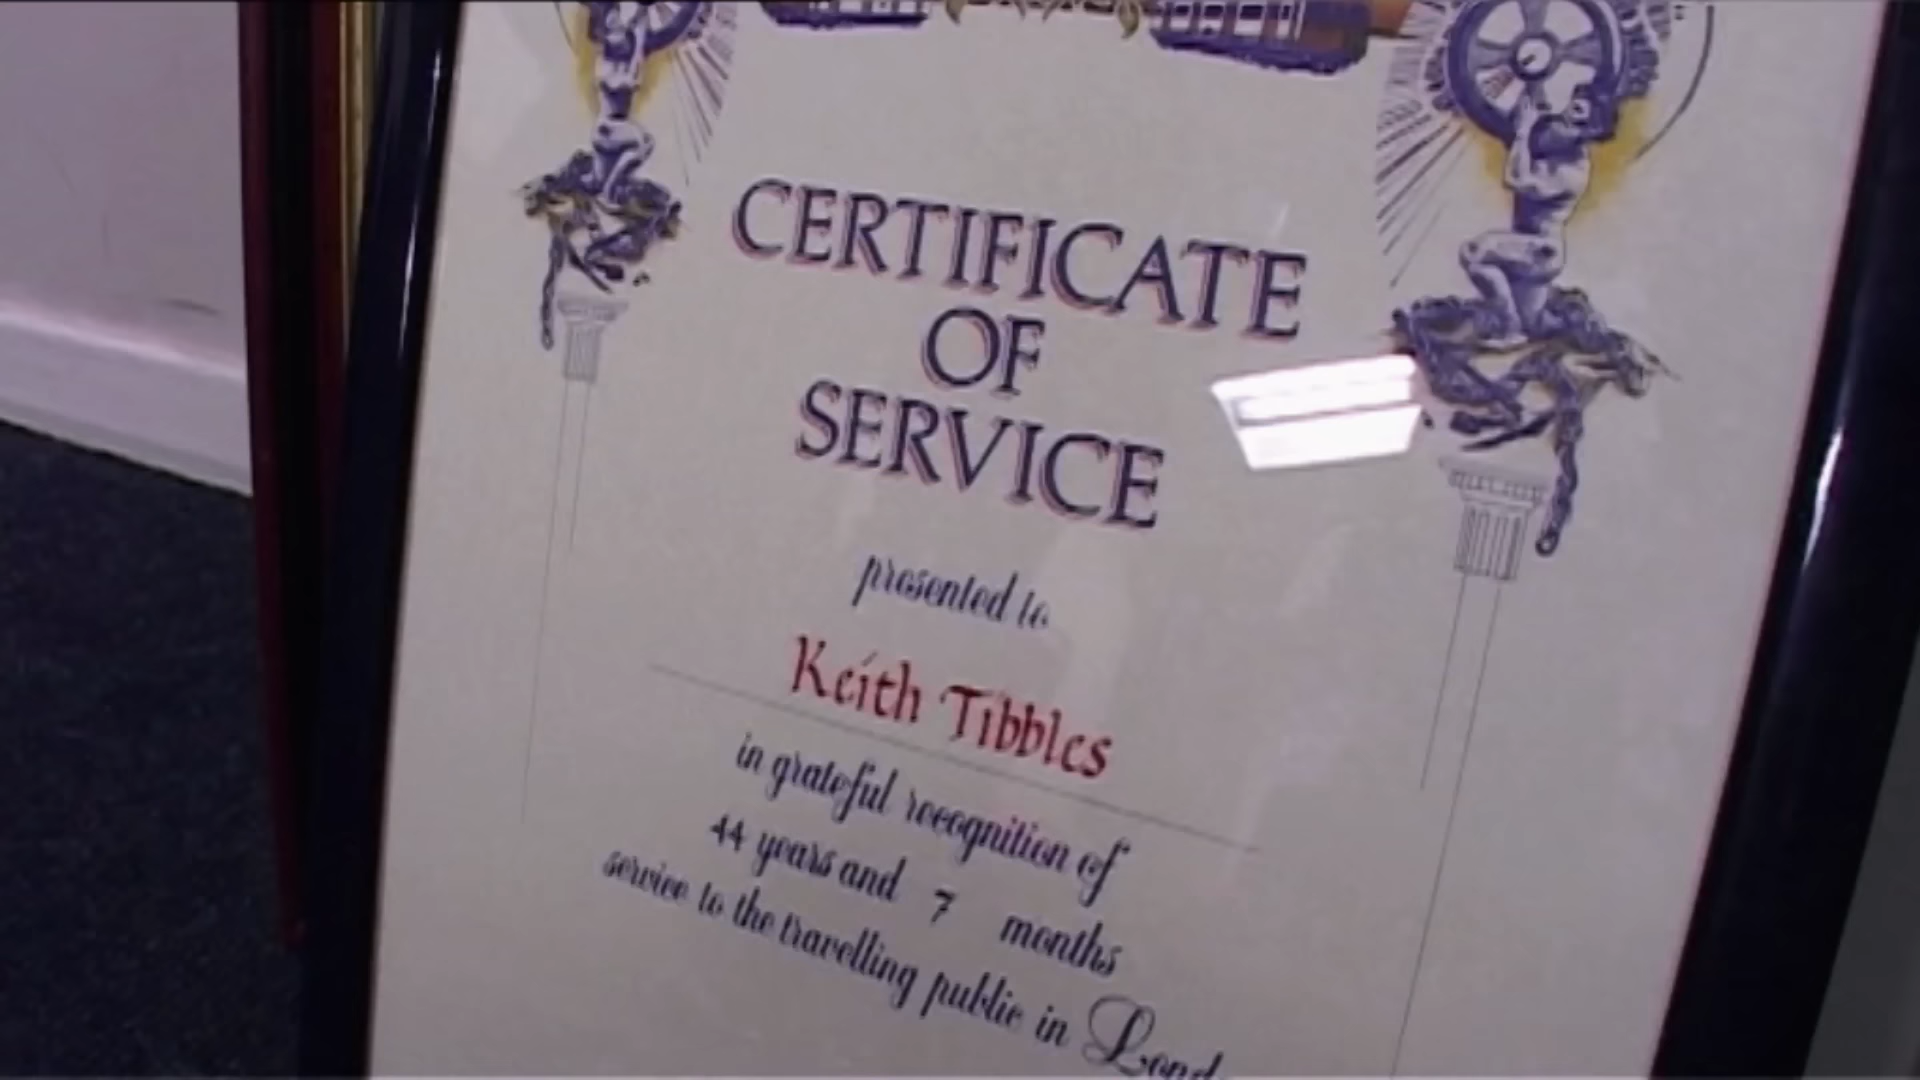 CERTIFICATE
OF
SERVICE
presented to
Keith Tibbles
in grateful recognition of
44 years and 7 months
service to the travelling public in